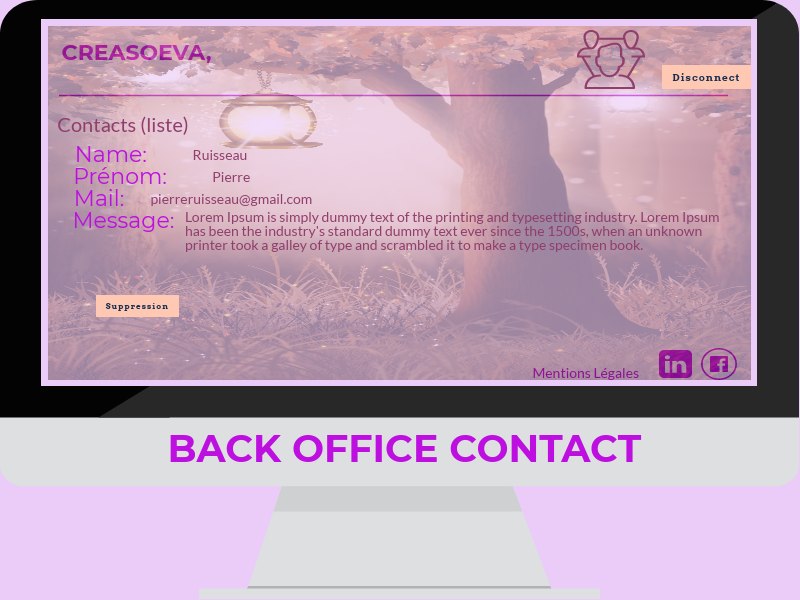 CREASOEVA,
Disconnect
Contacts (liste)
Name: Ruisseau
Prénom: Pierre
Mail: pierreruisseau@gmail.com
Message: Lorem Ipsum is simply dummy text of the printing and typesetting industry. Lorem Ipsum
has been the industry's standard dummy text ever since the 1500s, when an unknown
printer took a galley of type and scrambled it to make a type specimen book.
Suppression
Mentions Légales
in
BACK OFFICE CONTACT